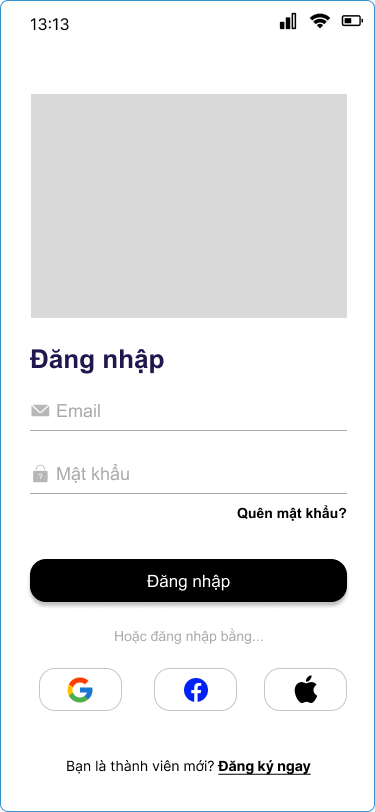 13:13
Đăng nhập
Email
Mật khẩu
Quên mật khẩu?
Đăng nhập
Hoặc đăng nhập bằng...
Bạn là thành viên mới? Đăng ký ngay